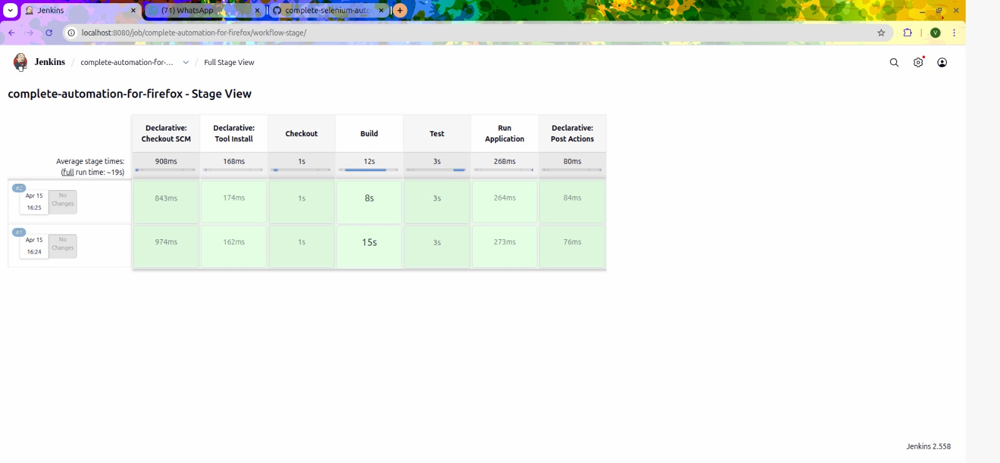 Jenkins
(71) WhatsApp
complete-selenium-auto
localhost:8080/job/complete-automation-for-firefox/workflow-stage/
V
Jenkins / complete-automation-for-... / Full Stage View
complete-automation-for-firefox - Stage View
Declarative: Checkout SCM
Declarative: Tool Install
Checkout
Build
Test
Run Application
Declarative: Post Actions
Average stage times:
(full run time: ~19s)
908ms 168ms 1s 12s 3s 268ms 80ms
#2
Apr 15
16:25
No
Changes
843ms 174ms 1s 8s 3s 264ms 84ms
#1
Apr 15
16:24
No
Changes
974ms 162ms 1s 15s 3s 273ms 76ms
Jenkins 2.558